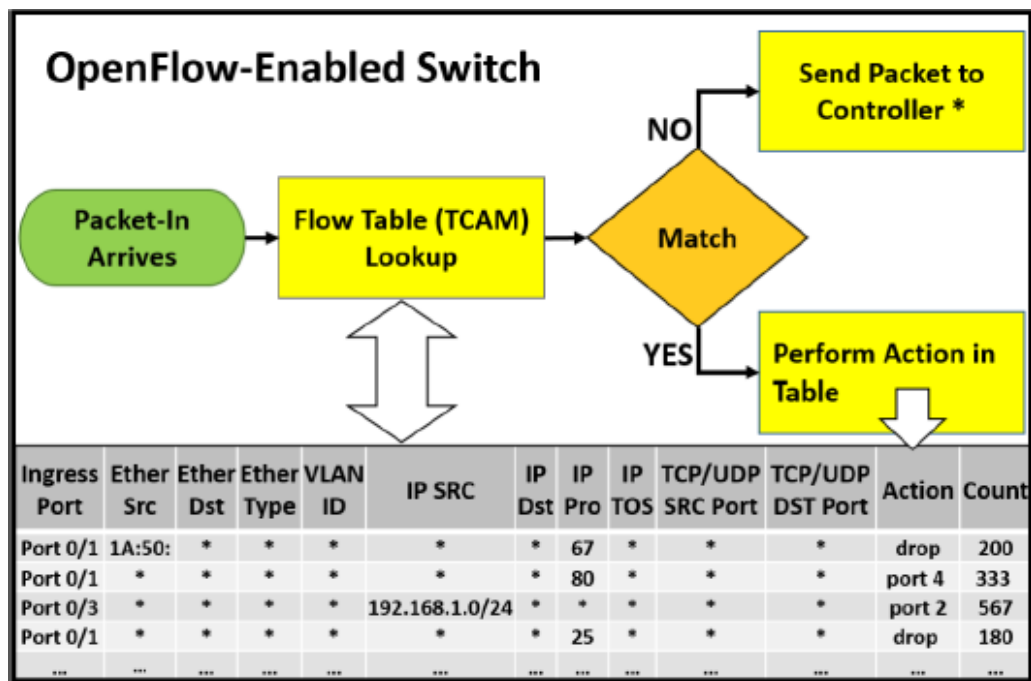 OpenFlow-Enabled Switch
Send Packet to
Controller *
NO
Packet-In
Arrives
Flow Table (TCAM)
Lookup
Match
YES
Perform Action in
Table
Ingress Port Ether Src Ether Dst Ether Type VLAN ID IP SRC IP Dst IP Pro IP TOS TCP/UDP SRC Port TCP/UDP DST Port Action Count
Port 0/1 1A:50: * * * * * 67 * * * drop 200
Port 0/1 * * * * * * 80 * * * port 4 333
Port 0/3 * * * * 192.168.1.0/24 * * * * * port 2 567
Port 0/1 * * * * * * 25 * * * drop 180
... ... ... ... ... ... ... ... ... ... ... ... ...